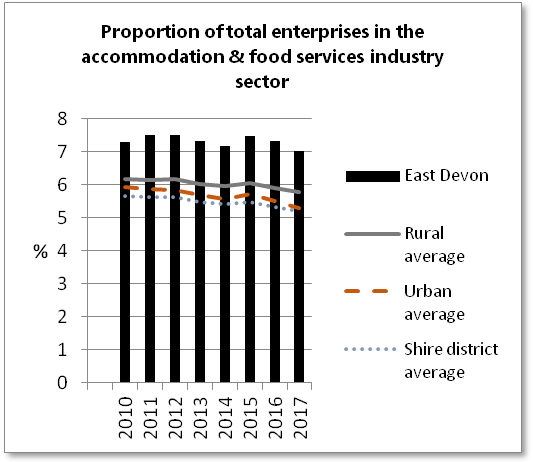 Proportion of total enterprises in the
accommodation & food services industry
sector
8
7
6
5
4
3
2
1
0
%
2010
2011
2012
2013
2014
2015
2016
2017
East Devon
Rural
average
Urban
average
Shire district
average